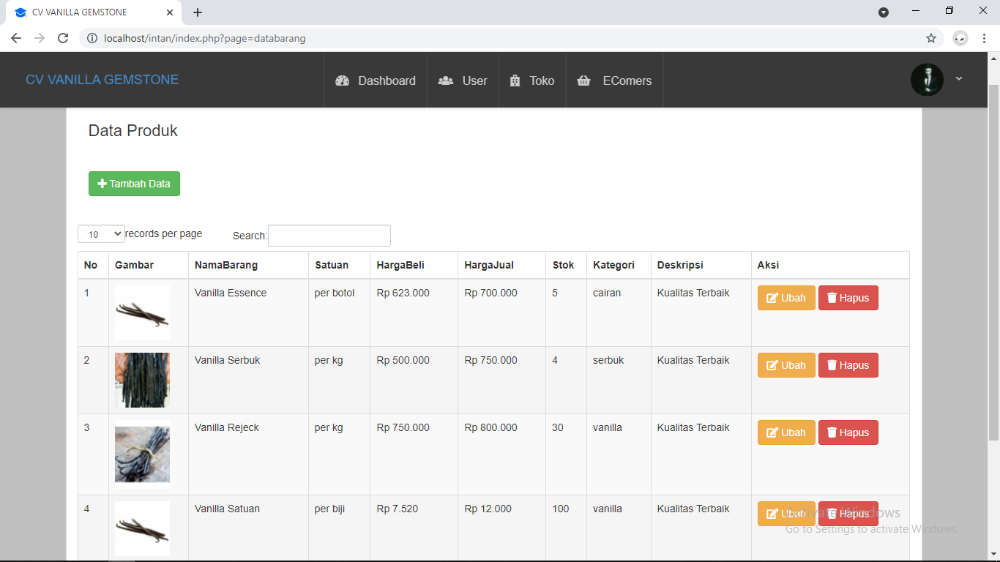 CV VANILLA GEMSTONE
localhost/intan/index.php?page=databarang
CV VANILLA GEMSTONE Dashboard User Toko EComers
Data Produk
Tambah Data
10 records per page Search:
No Gambar NamaBarang Satuan HargaBeli HargaJual Stok Kategori Deskripsi Aksi
1 Vanilla Essence per botol Rp 623.000 Rp 700.000 5 cairan Kualitas Terbaik Ubah Hapus
2 Vanilla Serbuk per kg Rp 500.000 Rp 750.000 4 serbuk Kualitas Terbaik Ubah Hapus
3 Vanilla Rejeck per kg Rp 750.000 Rp 800.000 30 vanilla Kualitas Terbaik Ubah Hapus
4 Vanilla Satuan per biji Rp 7.520 Rp 12.000 100 vanilla Kualitas Terbaik Ubah Hapus
Activate Windows
Go to Settings to activate Windows.